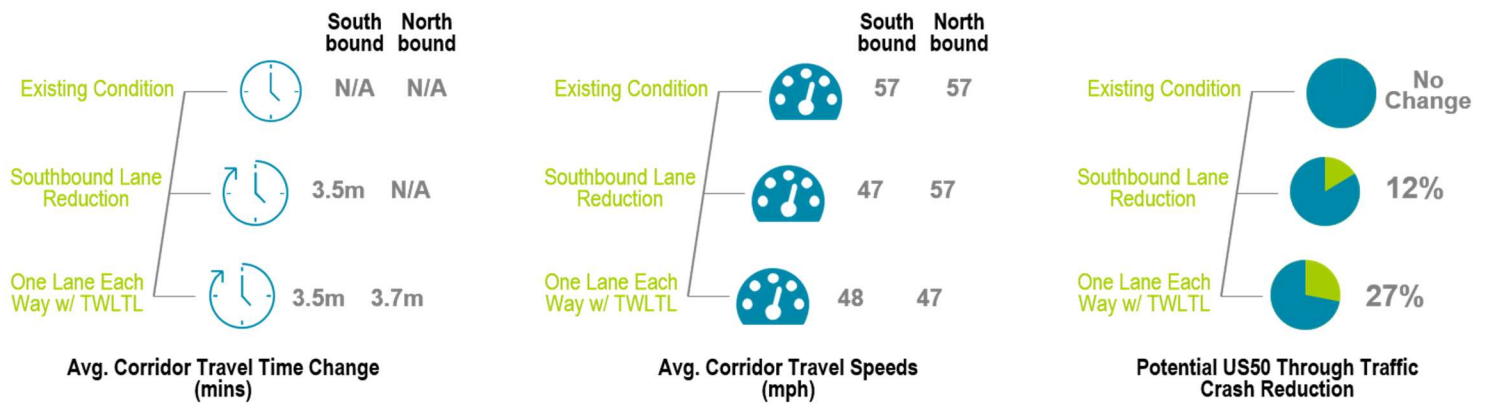 South North
bound bound
Existing Condition N/A N/A
Southbound Lane
Reduction 3.5m N/A
One Lane Each
Way w/ TWLTL 3.5m 3.7m
Avg. Corridor Travel Time Change
(mins)
South North
bound bound
Existing Condition 57 57
Southbound Lane
Reduction 47 57
One Lane Each
Way w/ TWLTL 48 47
Avg. Corridor Travel Speeds
(mph)
Existing Condition No
Change
Southbound Lane
Reduction 12%
One Lane Each
Way w/ TWLTL 27%
Potential US50 Through Traffic
Crash Reduction